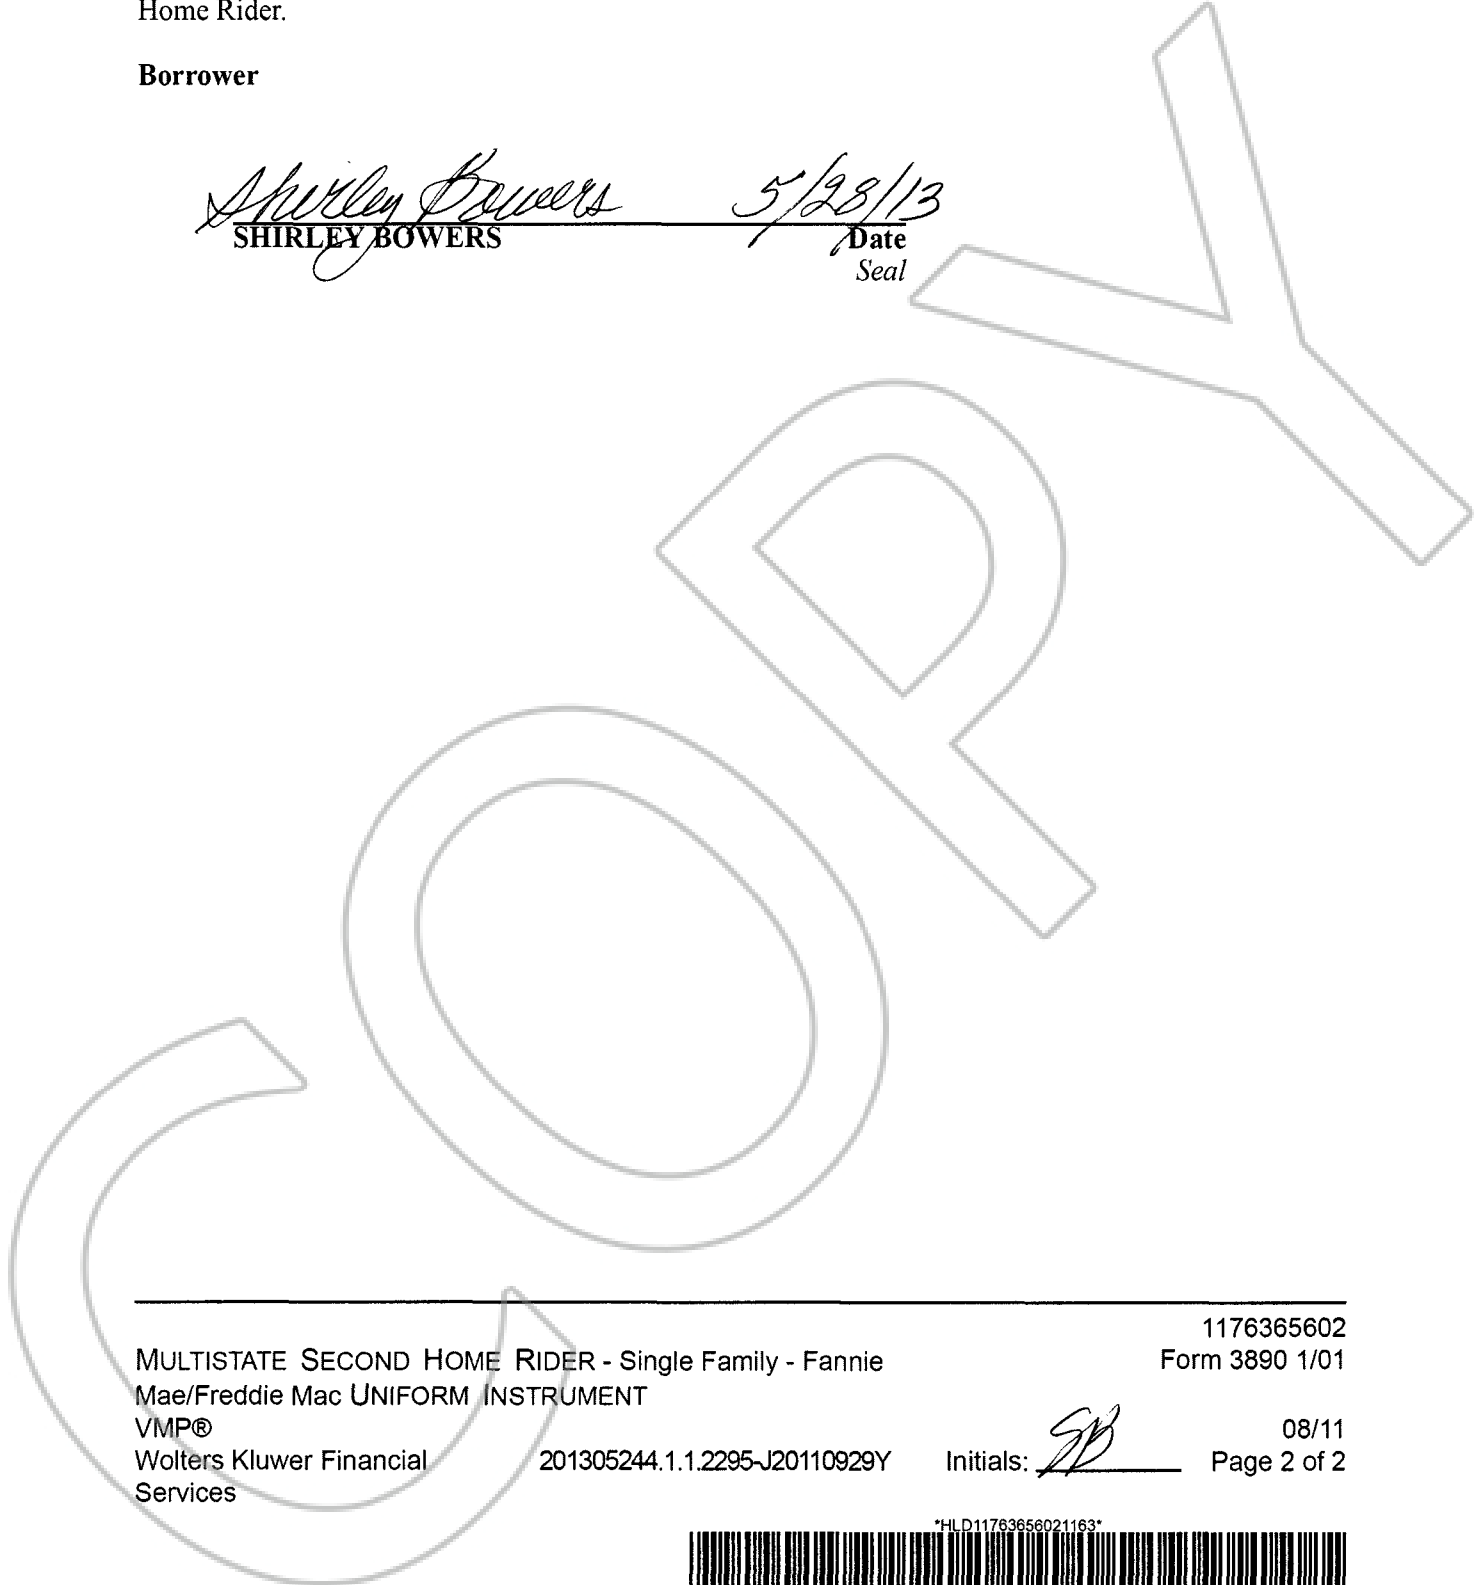 Home Rider.
Borrower
Shirley Bowers 5/28/13
SHIRLEY BOWERS Date
Seal
COPY
1176365602
MULTISTATE SECOND HOME RIDER - Single Family - Fannie Form 3890 1/01
Mae/Freddie Mac UNIFORM INSTRUMENT
VMP® 08/11
Wolters Kluwer Financial 201305244.1.1.2295-J20110929Y Initials: SB Page 2 of 2
Services
*HLD11763656021163*